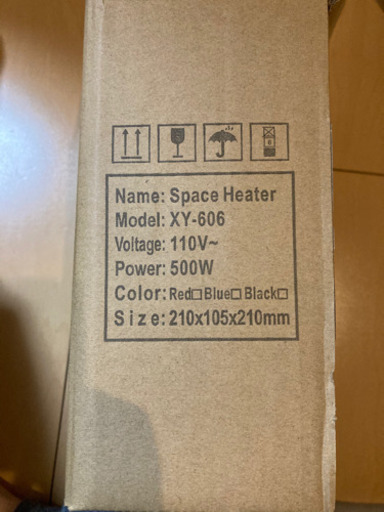 Name: Space Heater
Model: XY-606
Voltage: 110V~
Power: 500W
Color: Red□Blue□Black□
Size: 210x105x210mm